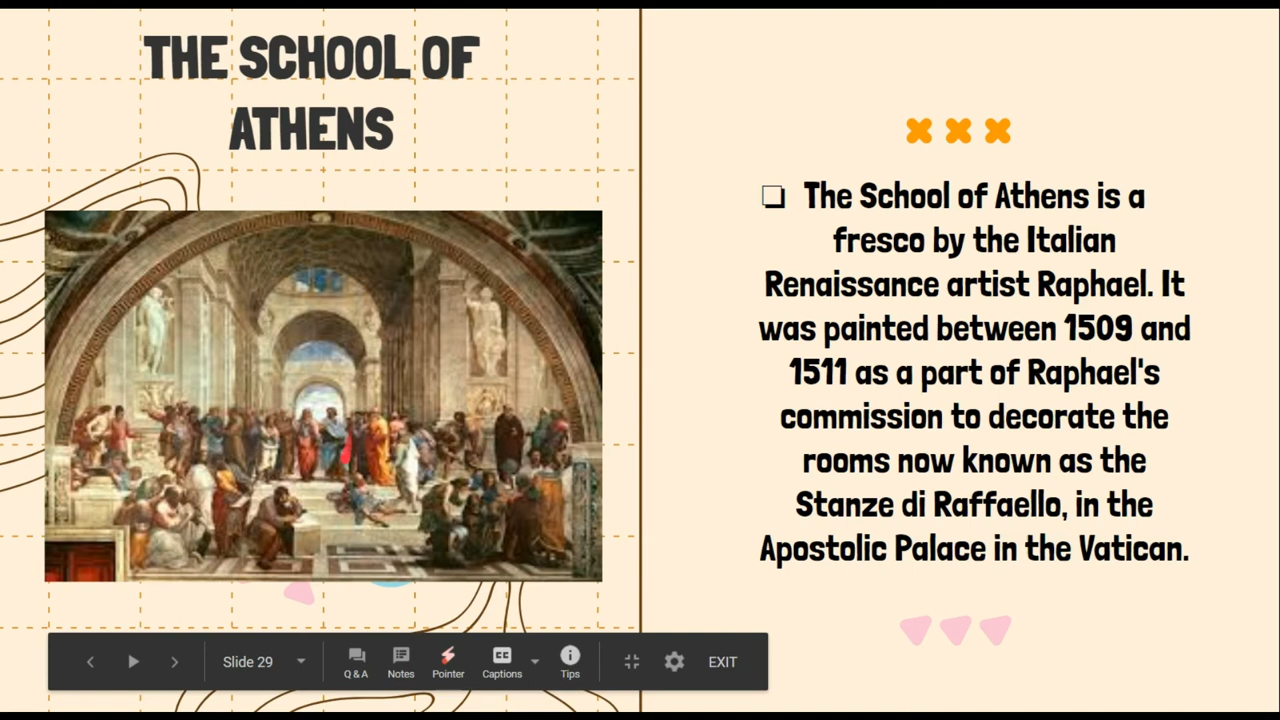 THE SCHOOL OF
ATHENS
❏ The School of Athens is a
fresco by the Italian
Renaissance artist Raphael. It
was painted between 1509 and
1511 as a part of Raphael's
commission to decorate the
rooms now known as the
Stanze di Raffaello, in the
Apostolic Palace in the Vatican.
Slide 29
Q & A
Notes
Pointer
CC
Captions
Tips
EXIT